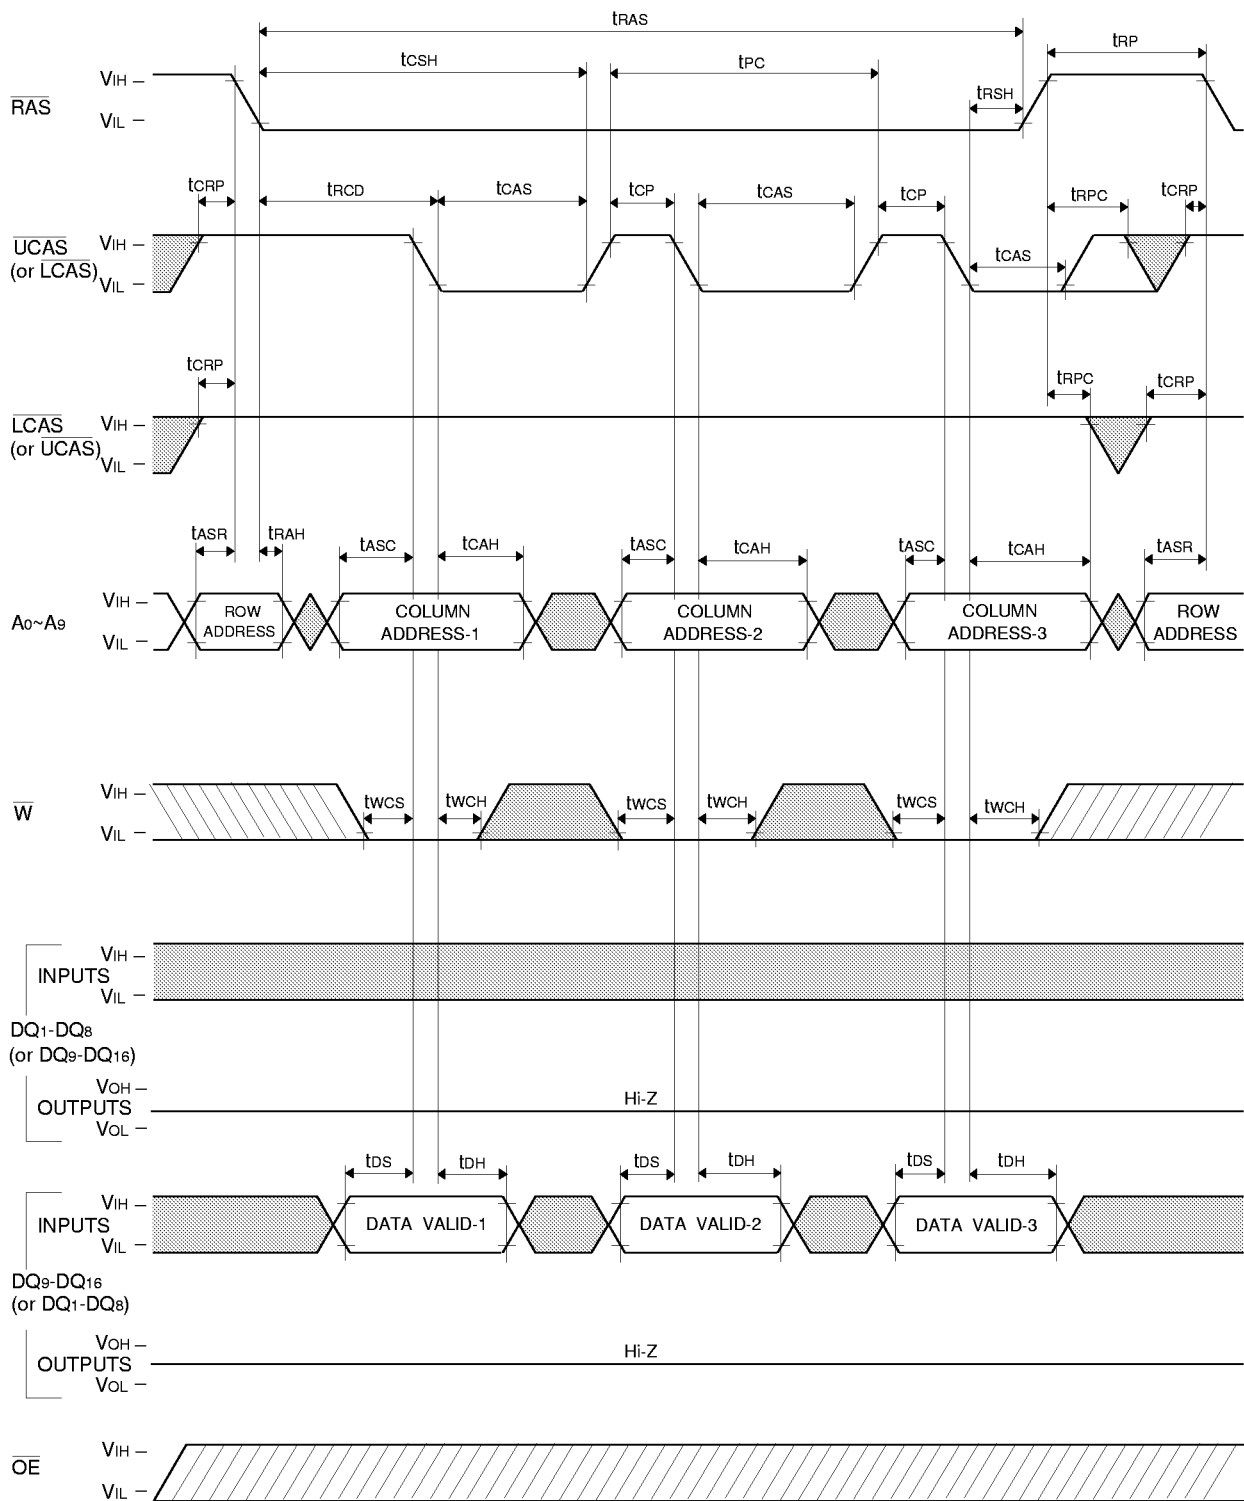 tRAS
tRP
tCSH
tPC
tRSH
VIH
RAS
VIL
tCRP
tRCD
tCAS
tCP
tCAS
tCP
tRPC
tCRP
UCAS
(or LCAS)
VIH
VIL
tCAS
tCRP
tRPC
tCRP
LCAS
(or UCAS)
VIH
VIL
tASR
tRAH
tASC
tCAH
tASC
tCAH
tASC
tCAH
tASR
A0~A9
VIH
VIL
ROW
ADDRESS
COLUMN
ADDRESS-1
COLUMN
ADDRESS-2
COLUMN
ADDRESS-3
ROW
ADDRESS
W
VIH
VIL
tWCS
tWCH
tWCS
tWCH
tWCS
tWCH
VIH
INPUTS
VIL
DQ1-DQ8
(or DQ9-DQ16)
VOH
OUTPUTS
VOL
Hi-Z
tDS
tDH
tDS
tDH
tDS
tDH
VIH
INPUTS
VIL
DATA VALID-1
DATA VALID-2
DATA VALID-3
DQ9-DQ16
(or DQ1-DQ8)
VOH
OUTPUTS
VOL
Hi-Z
OE
VIH
VIL